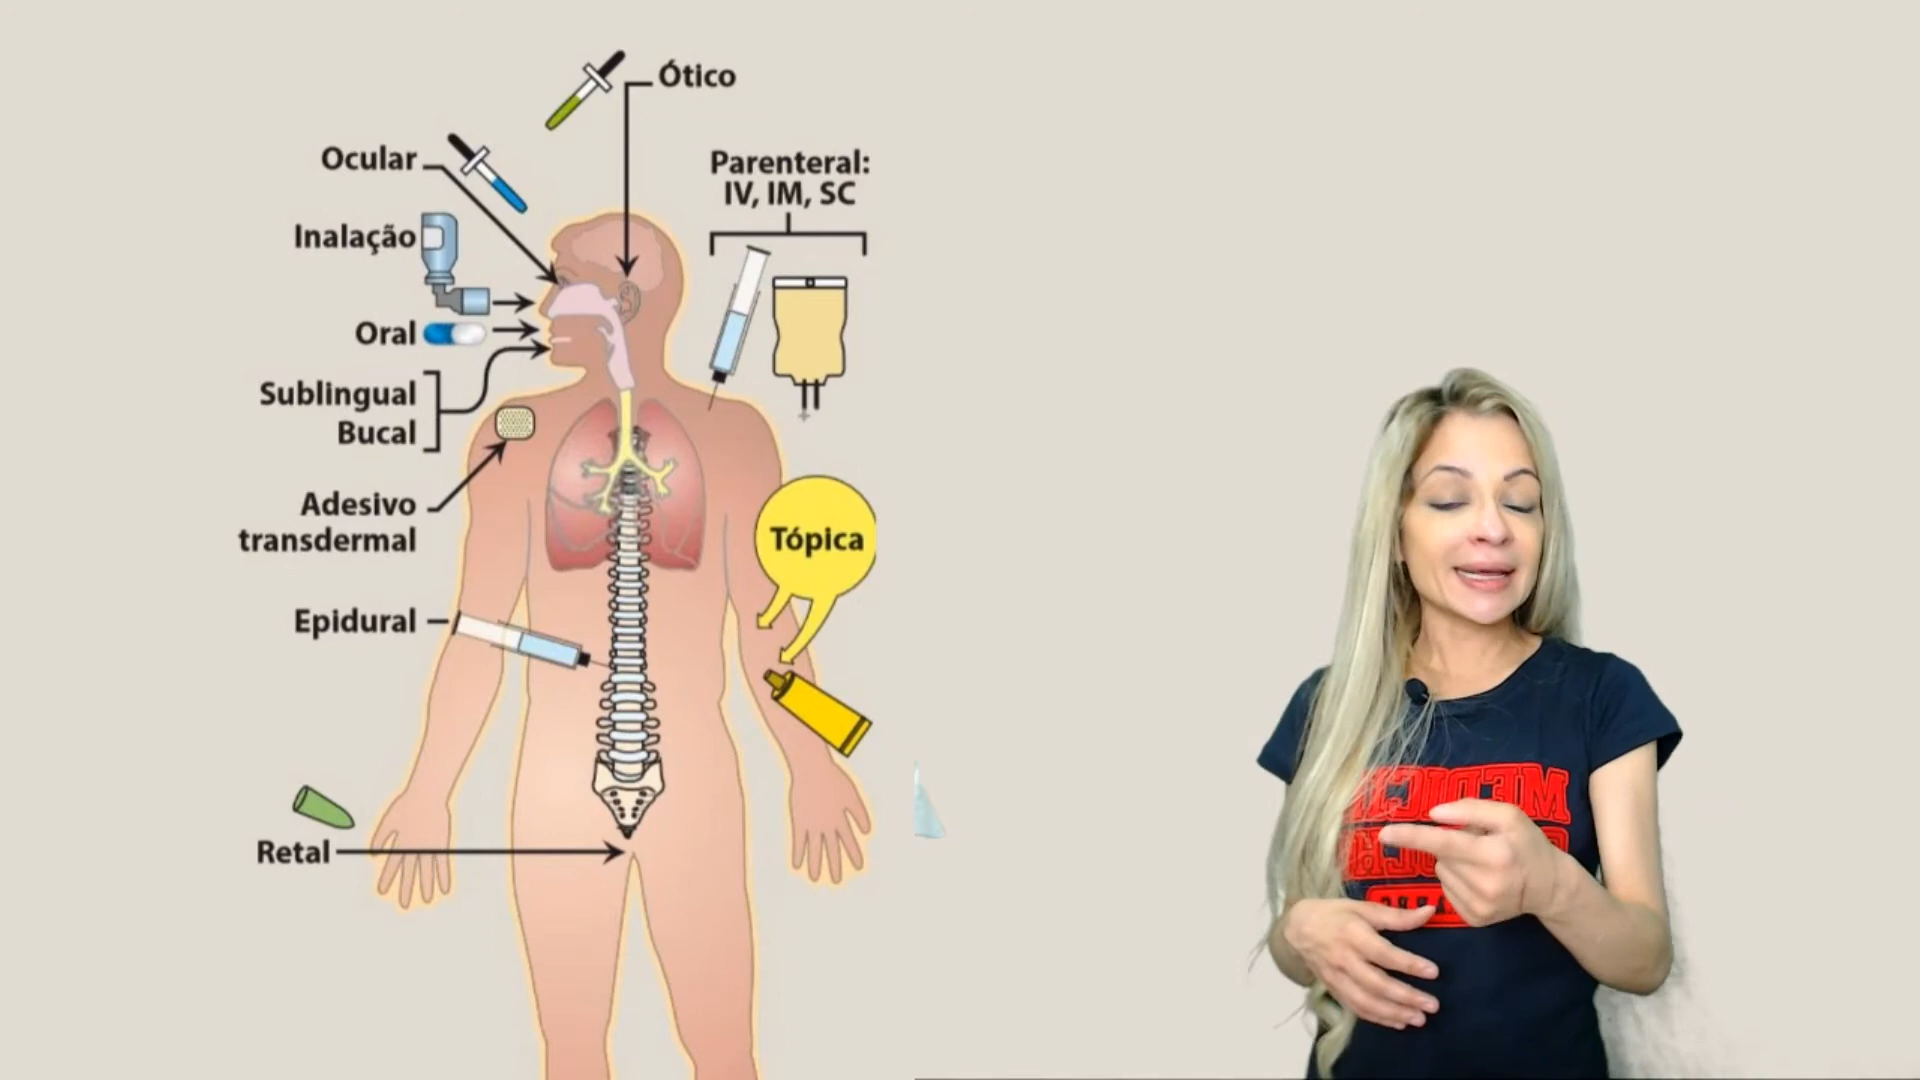 Ótico
Ocular
Parenteral:
IV, IM, SC
Inalação
Oral
Sublingual
Bucal
Adesivo
transdermal
Tópica
Epidural
Retal